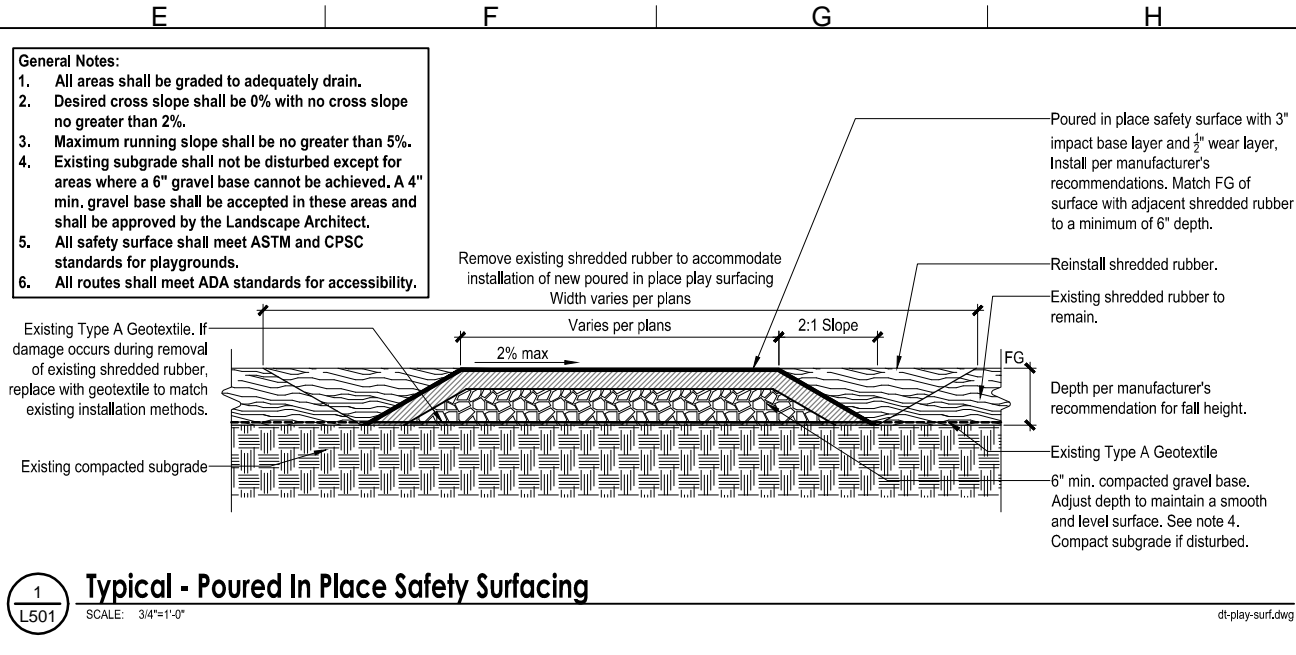 E F G H
General Notes:
1. All areas shall be graded to adequately drain.
2. Desired cross slope shall be 0% with no cross slope
no greater than 2%.
3. Maximum running slope shall be no greater than 5%.
4. Existing subgrade shall not be disturbed except for
areas where a 6" gravel base cannot be achieved. A 4"
min. gravel base shall be accepted in these areas and
shall be approved by the Landscape Architect.
5. All safety surface shall meet ASTM and CPSC
standards for playgrounds.
6. All routes shall meet ADA standards for accessibility.
Remove existing shredded rubber to accommodate
installation of new poured in place play surfacing
Width varies per plans
Varies per plans
2:1 Slope
2% max
FG
Existing Type A Geotextile. If
damage occurs during removal
of existing shredded rubber,
replace with geotextile to match
existing installation methods.
Existing compacted subgrade
Poured in place safety surface with 3"
impact base layer and 1/2" wear layer,
Install per manufacturer's
recommendations. Match FG of
surface with adjacent shredded rubber
to a minimum of 6" depth.
Reinstall shredded rubber.
Existing shredded rubber to
remain.
Depth per manufacturer's
recommendation for fall height.
Existing Type A Geotextile
6" min. compacted gravel base.
Adjust depth to maintain a smooth
and level surface. See note 4.
Compact subgrade if disturbed.
1
L501
Typical - Poured In Place Safety Surfacing
SCALE: 3/4"=1'-0"
dt-play-surf.dwg